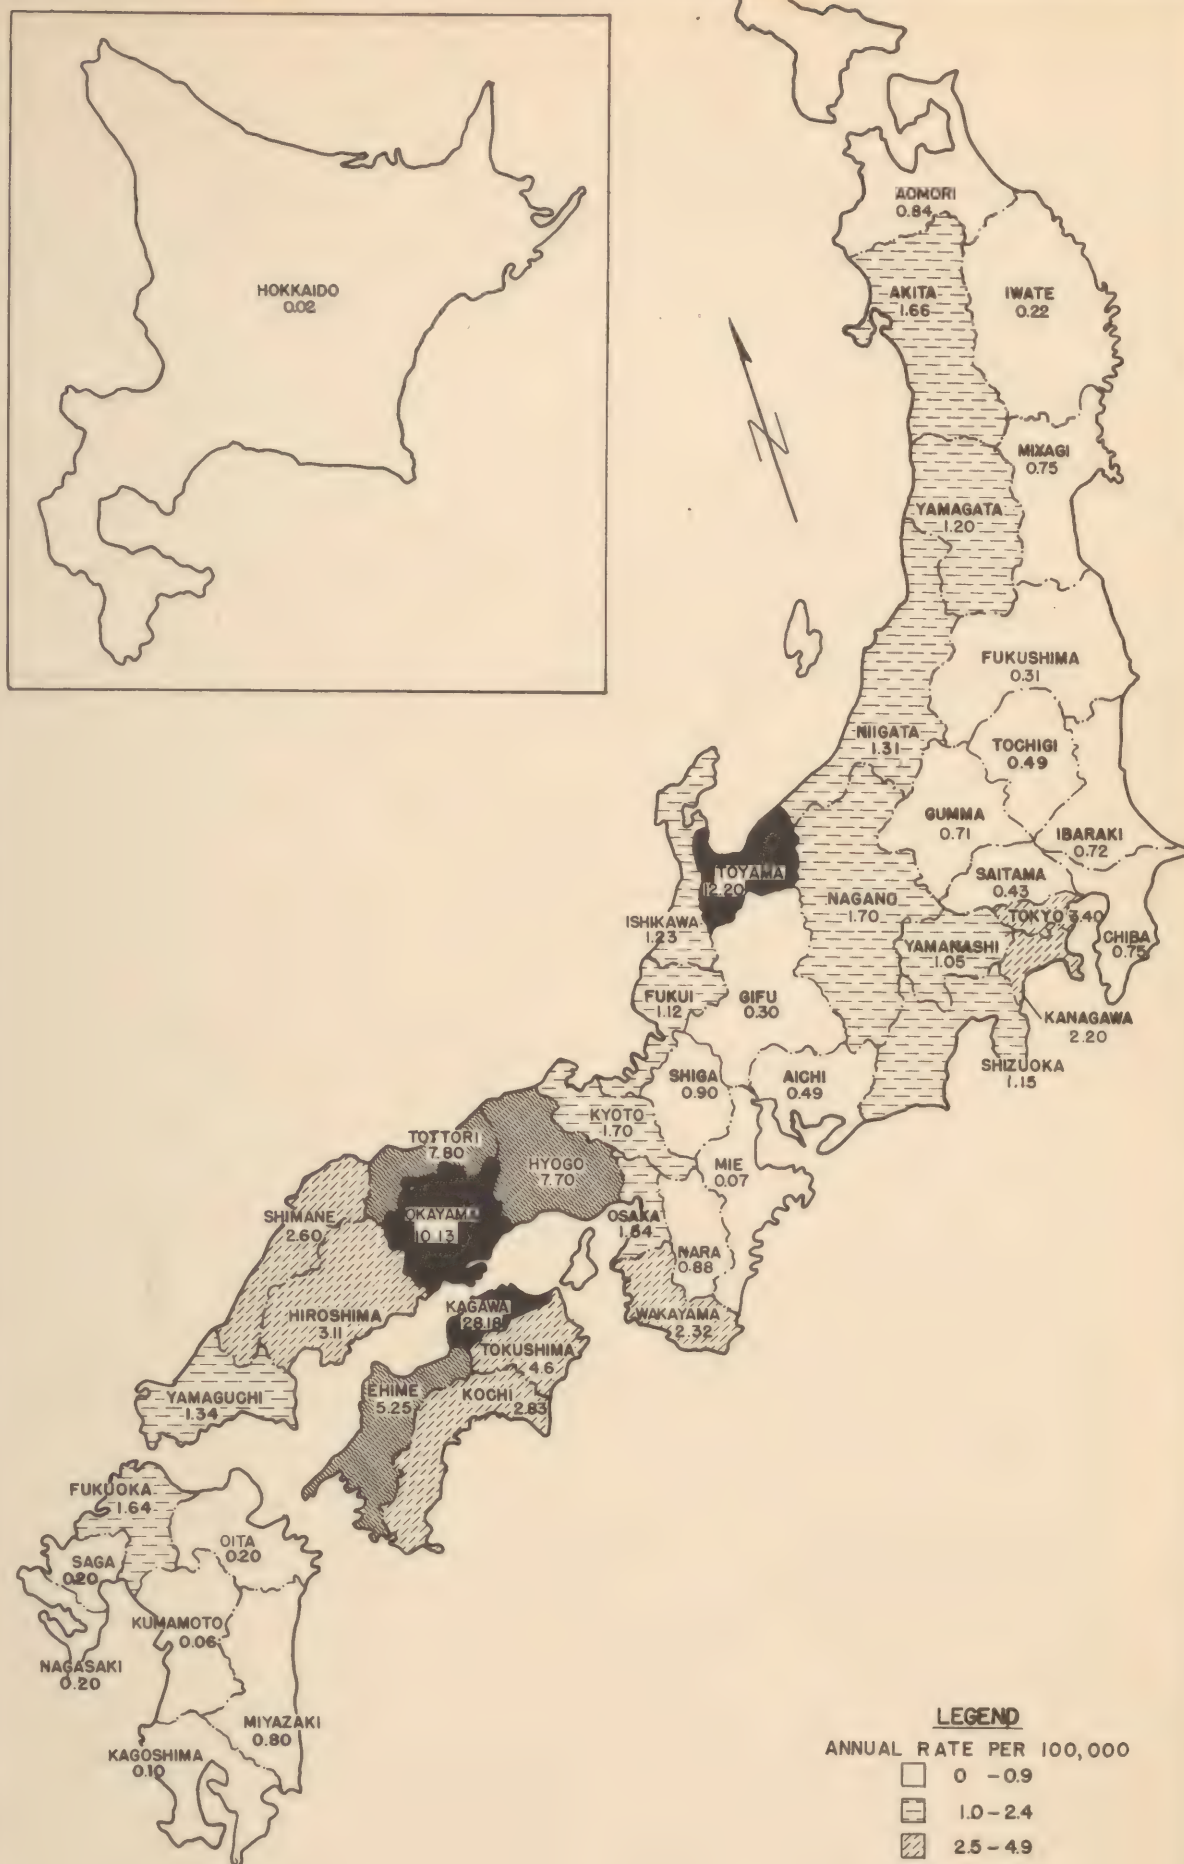 HOKKAIDO
0.02
AOMORI
0.84
AKITA
1.66
IWATE
0.22
MIXAGI
0.75
YAMAGATA
1.20
FUKUSHIMA
0.31
NIIGATA
1.31
TOCHIGI
0.49
GUMMA
0.71
IBARAKI
0.72
TOYAMA
12.20
SAITAMA
0.43
NAGANO
1.70
TOKYO 3.40
ISHIKAWA
1.23
YAMANASHI
1.05
CHIBA
0.75
FUKUI
1.12
GIFU
0.30
KANAGAWA
2.20
SHIZUOKA
1.15
SHIGA
0.90
AICHI
0.49
KYOTO
1.70
TOTTORI
7.80
HYOGO
7.70
MIE
0.07
SHIMANE
2.60
OKAYAM
10.13
OSAKA
1.64
NARA
0.88
HIROSHIMA
3.11
KAGAWA
28.18
WAKAYAMA
2.32
TOKUSHIMA
4.6
EHIME
5.25
KOCHI
2.83
YAMAGUCHI
1.34
FUKUOKA
1.64
OITA
0.20
SAGA
0.20
KUMAMOTO
0.06
NAGASAKI
0.20
MIYAZAKI
0.80
KAGOSHIMA
0.10
N
LEGEND
ANNUAL RATE PER 100,000
0 - 0.9
1.0 - 2.4
2.5 - 4.9